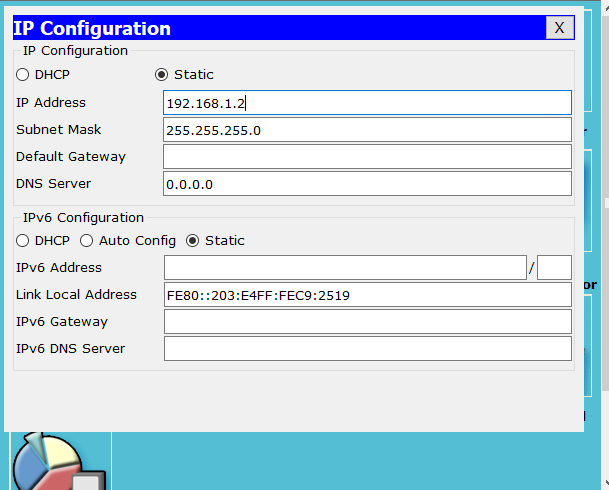 IP Configuration X
IP Configuration
DHCP Static
IP Address 192.168.1.2
Subnet Mask 255.255.255.0
Default Gateway
DNS Server 0.0.0.0
IPv6 Configuration
DHCP Auto Config Static
IPv6 Address /
Link Local Address FE80::203:E4FF:FEC9:2519
IPv6 Gateway
IPv6 DNS Server
or